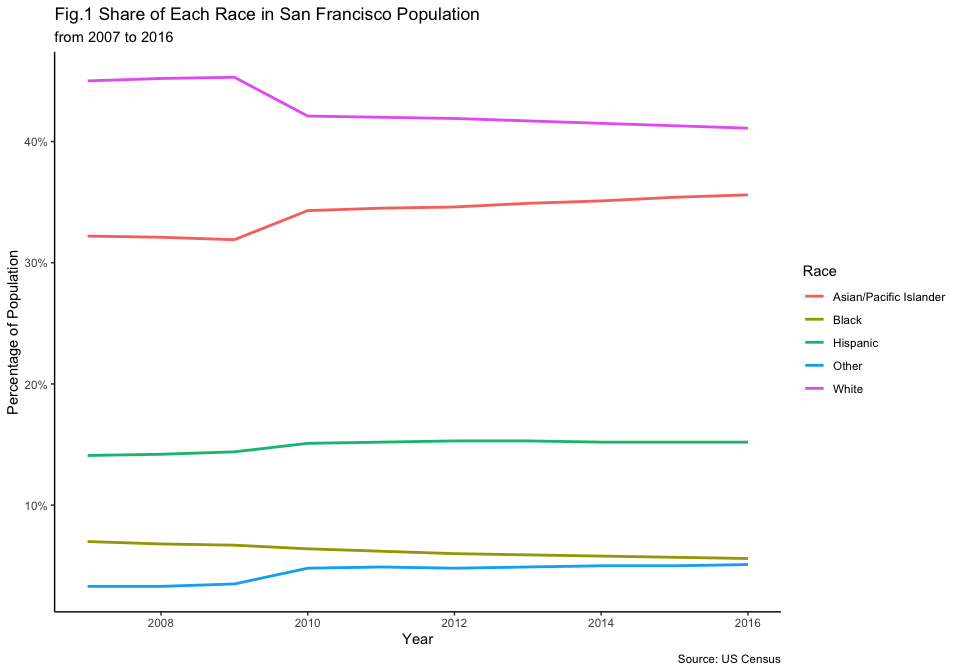 Fig.1 Share of Each Race in San Francisco Population
from 2007 to 2016
Percentage of Population
40%
30%
20%
10%
2008
2010
2012
2014
2016
Year
Race
Asian/Pacific Islander
Black
Hispanic
Other
White
Source: US Census